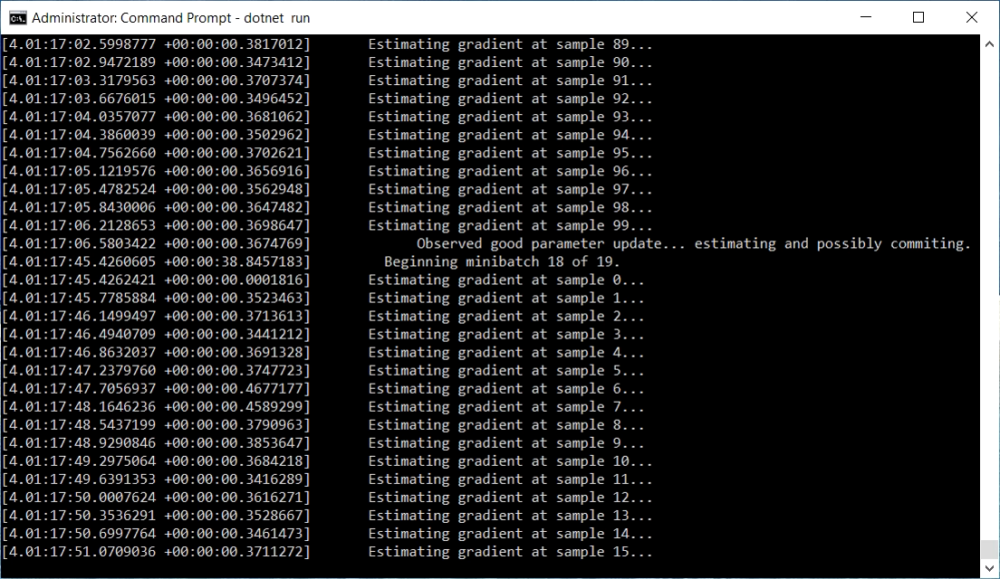 Administrator: Command Prompt - dotnet  run
[4.01:17:02.5998777 +00:00:00.3817012]       Estimating gradient at sample 89...
[4.01:17:02.9472189 +00:00:00.3473412]       Estimating gradient at sample 90...
[4.01:17:03.3179563 +00:00:00.3707374]       Estimating gradient at sample 91...
[4.01:17:03.6676015 +00:00:00.3496452]       Estimating gradient at sample 92...
[4.01:17:04.0357077 +00:00:00.3681062]       Estimating gradient at sample 93...
[4.01:17:04.3860039 +00:00:00.3502962]       Estimating gradient at sample 94...
[4.01:17:04.7562660 +00:00:00.3702621]       Estimating gradient at sample 95...
[4.01:17:05.1219576 +00:00:00.3656916]       Estimating gradient at sample 96...
[4.01:17:05.4782524 +00:00:00.3562948]       Estimating gradient at sample 97...
[4.01:17:05.8430006 +00:00:00.3647482]       Estimating gradient at sample 98...
[4.01:17:06.2128653 +00:00:00.3698647]       Estimating gradient at sample 99...
[4.01:17:06.5803422 +00:00:00.3674769]             Observed good parameter update... estimating and possibly commiting.
[4.01:17:45.4260605 +00:00:38.8457183]         Beginning minibatch 18 of 19.
[4.01:17:45.4262421 +00:00:00.0001816]       Estimating gradient at sample 0...
[4.01:17:45.7785884 +00:00:00.3523463]       Estimating gradient at sample 1...
[4.01:17:46.1499497 +00:00:00.3713613]       Estimating gradient at sample 2...
[4.01:17:46.4940709 +00:00:00.3441212]       Estimating gradient at sample 3...
[4.01:17:46.8632037 +00:00:00.3691328]       Estimating gradient at sample 4...
[4.01:17:47.2379760 +00:00:00.3747723]       Estimating gradient at sample 5...
[4.01:17:47.7056937 +00:00:00.4677177]       Estimating gradient at sample 6...
[4.01:17:48.1646236 +00:00:00.4589299]       Estimating gradient at sample 7...
[4.01:17:48.5437199 +00:00:00.3790963]       Estimating gradient at sample 8...
[4.01:17:48.9290846 +00:00:00.3853647]       Estimating gradient at sample 9...
[4.01:17:49.2975064 +00:00:00.3684218]       Estimating gradient at sample 10...
[4.01:17:49.6391353 +00:00:00.3416289]       Estimating gradient at sample 11...
[4.01:17:50.0007624 +00:00:00.3616271]       Estimating gradient at sample 12...
[4.01:17:50.3536291 +00:00:00.3528667]       Estimating gradient at sample 13...
[4.01:17:50.6997764 +00:00:00.3461473]       Estimating gradient at sample 14...
[4.01:17:51.0709036 +00:00:00.3711272]       Estimating gradient at sample 15...